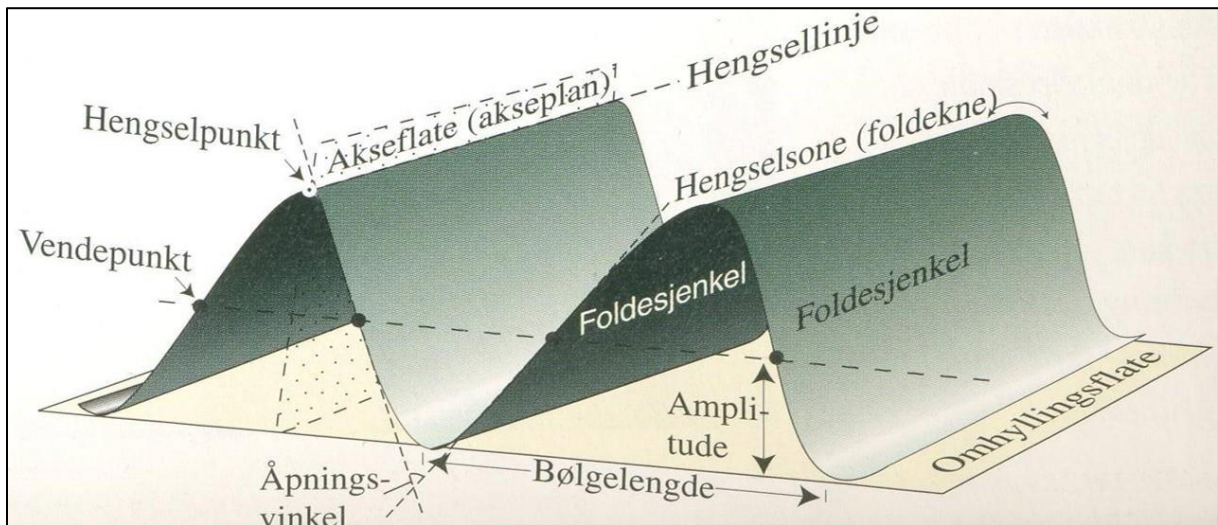 Hengsellinje
Akseflate (akseplan)
Hengselpunkt
Hengselsone (foldekne)
Vendepunkt
Foldesjenkel
Foldesjenkel
Ampli-
tude
Omhyllingsflate
Bølgelengde
Åpnings-
vinkel